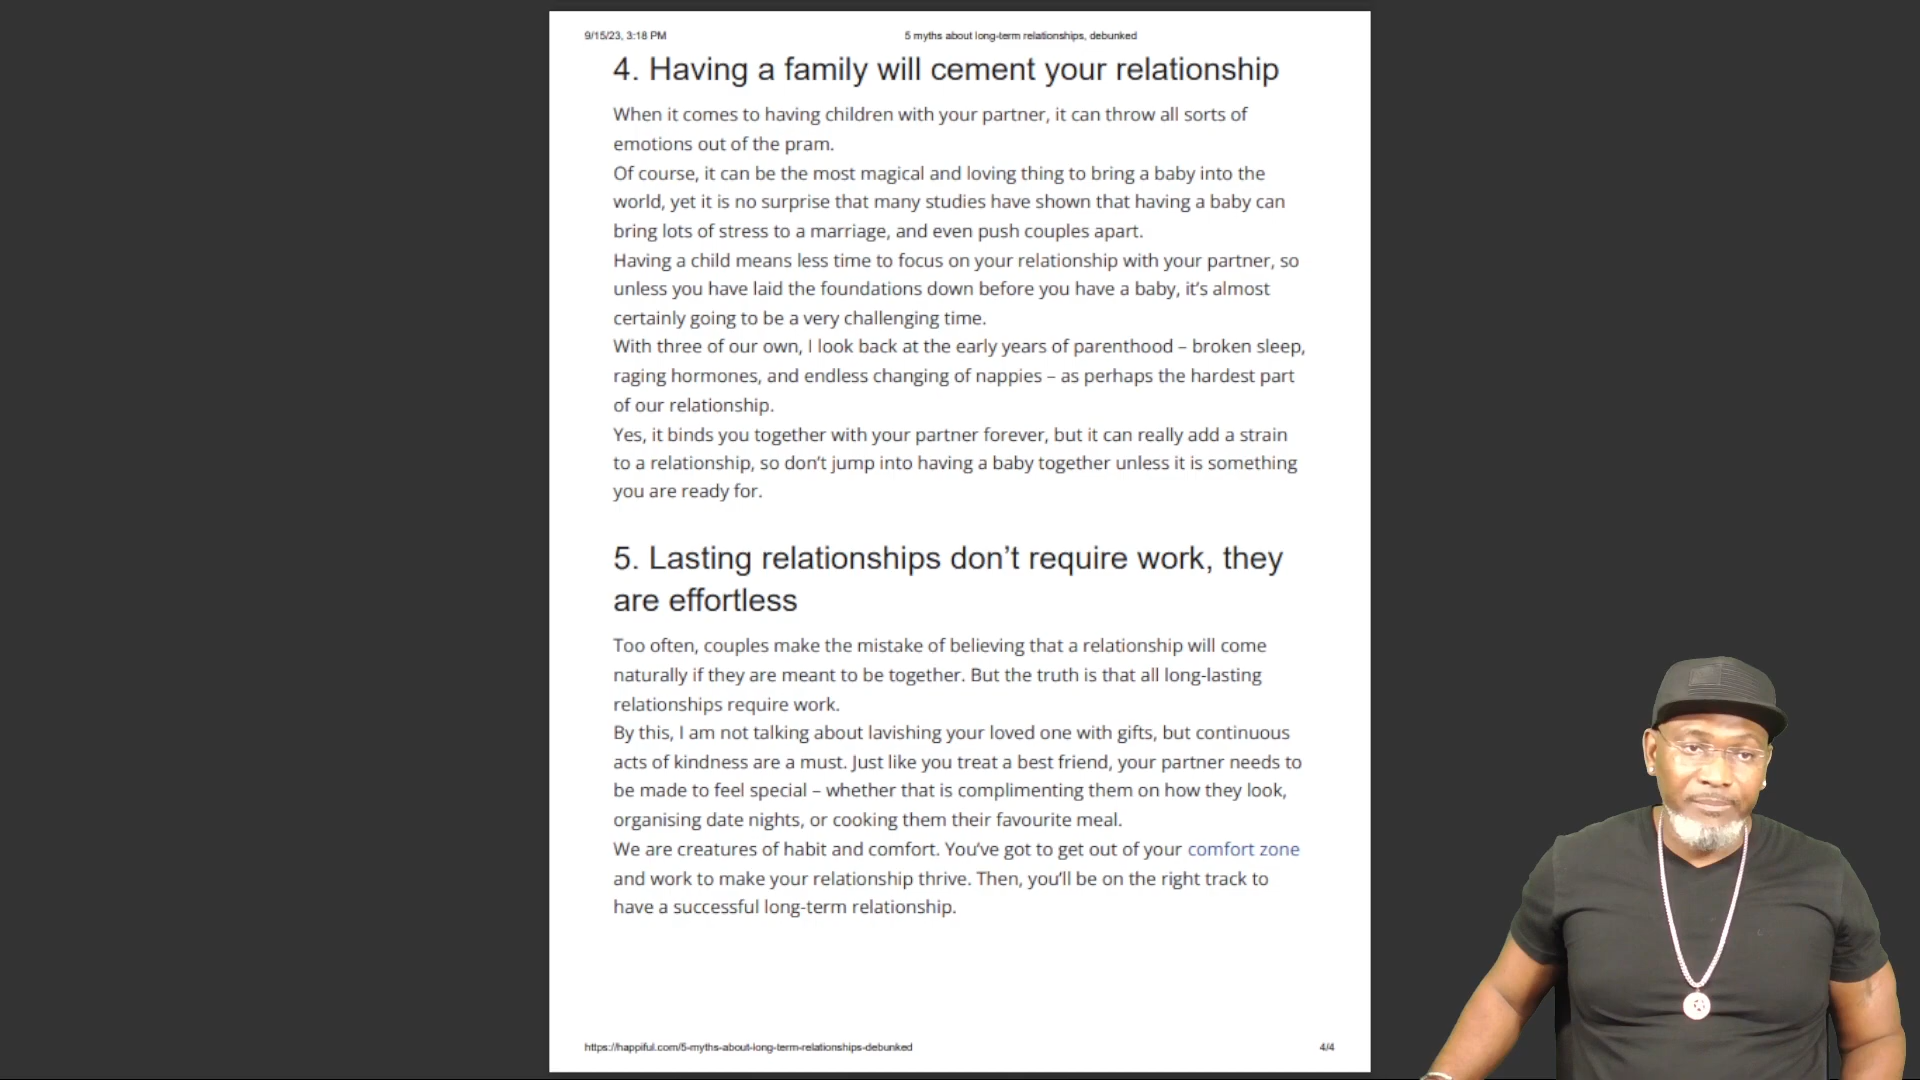 9/15/23, 3:18 PM
5 myths about long-term relationships, debunked
4. Having a family will cement your relationship
When it comes to having children with your partner, it can throw all sorts of
emotions out of the pram.
Of course, it can be the most magical and loving thing to bring a baby into the
world, yet it is no surprise that many studies have shown that having a baby can
bring lots of stress to a marriage, and even push couples apart.
Having a child means less time to focus on your relationship with your partner, so
unless you have laid the foundations down before you have a baby, it’s almost
certainly going to be a very challenging time.
With three of our own, I look back at the early years of parenthood – broken sleep,
raging hormones, and endless changing of nappies – as perhaps the hardest part
of our relationship.
Yes, it binds you together with your partner forever, but it can really add a strain
to a relationship, so don’t jump into having a baby together unless it is something
you are ready for.
5. Lasting relationships don’t require work, they
are effortless
Too often, couples make the mistake of believing that a relationship will come
naturally if they are meant to be together. But the truth is that all long-lasting
relationships require work.
By this, I am not talking about lavishing your loved one with gifts, but continuous
acts of kindness are a must. Just like you treat a best friend, your partner needs to
be made to feel special – whether that is complimenting them on how they look,
organising date nights, or cooking them their favourite meal.
We are creatures of habit and comfort. You’ve got to get out of your comfort zone
and work to make your relationship thrive. Then, you’ll be on the right track to
have a successful long-term relationship.
https://happiful.com/5-myths-about-long-term-relationships-debunked
4/4